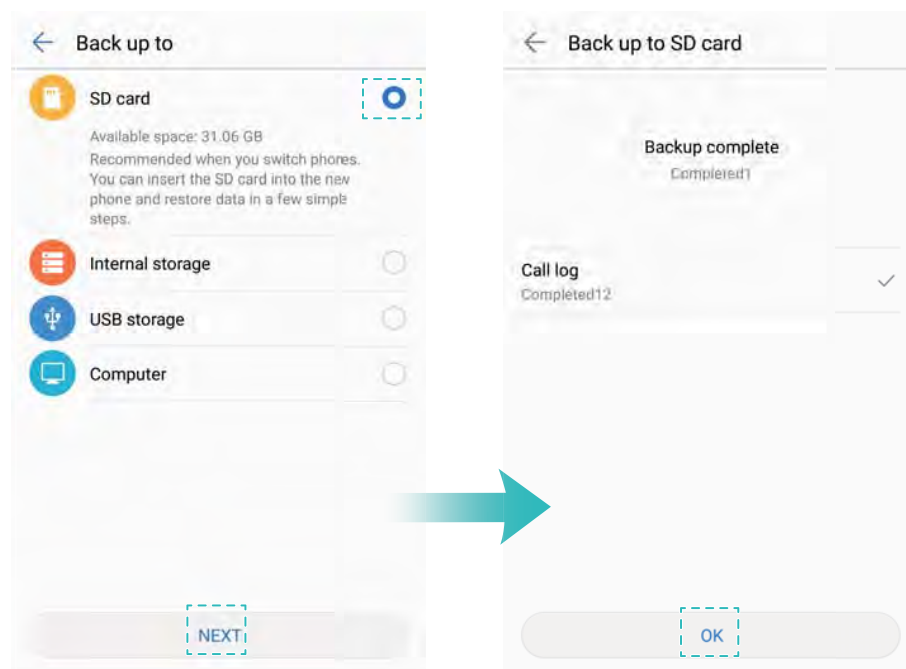 Back up to
SD card
Available space: 31.06 GB
Recommended when you switch phones.
You can insert the SD card into the new
phone and restore data in a few simple
steps.
Internal storage
USB storage
Computer
NEXT
Back up to SD card
Backup complete
Completed1
Call log
Completed12
OK